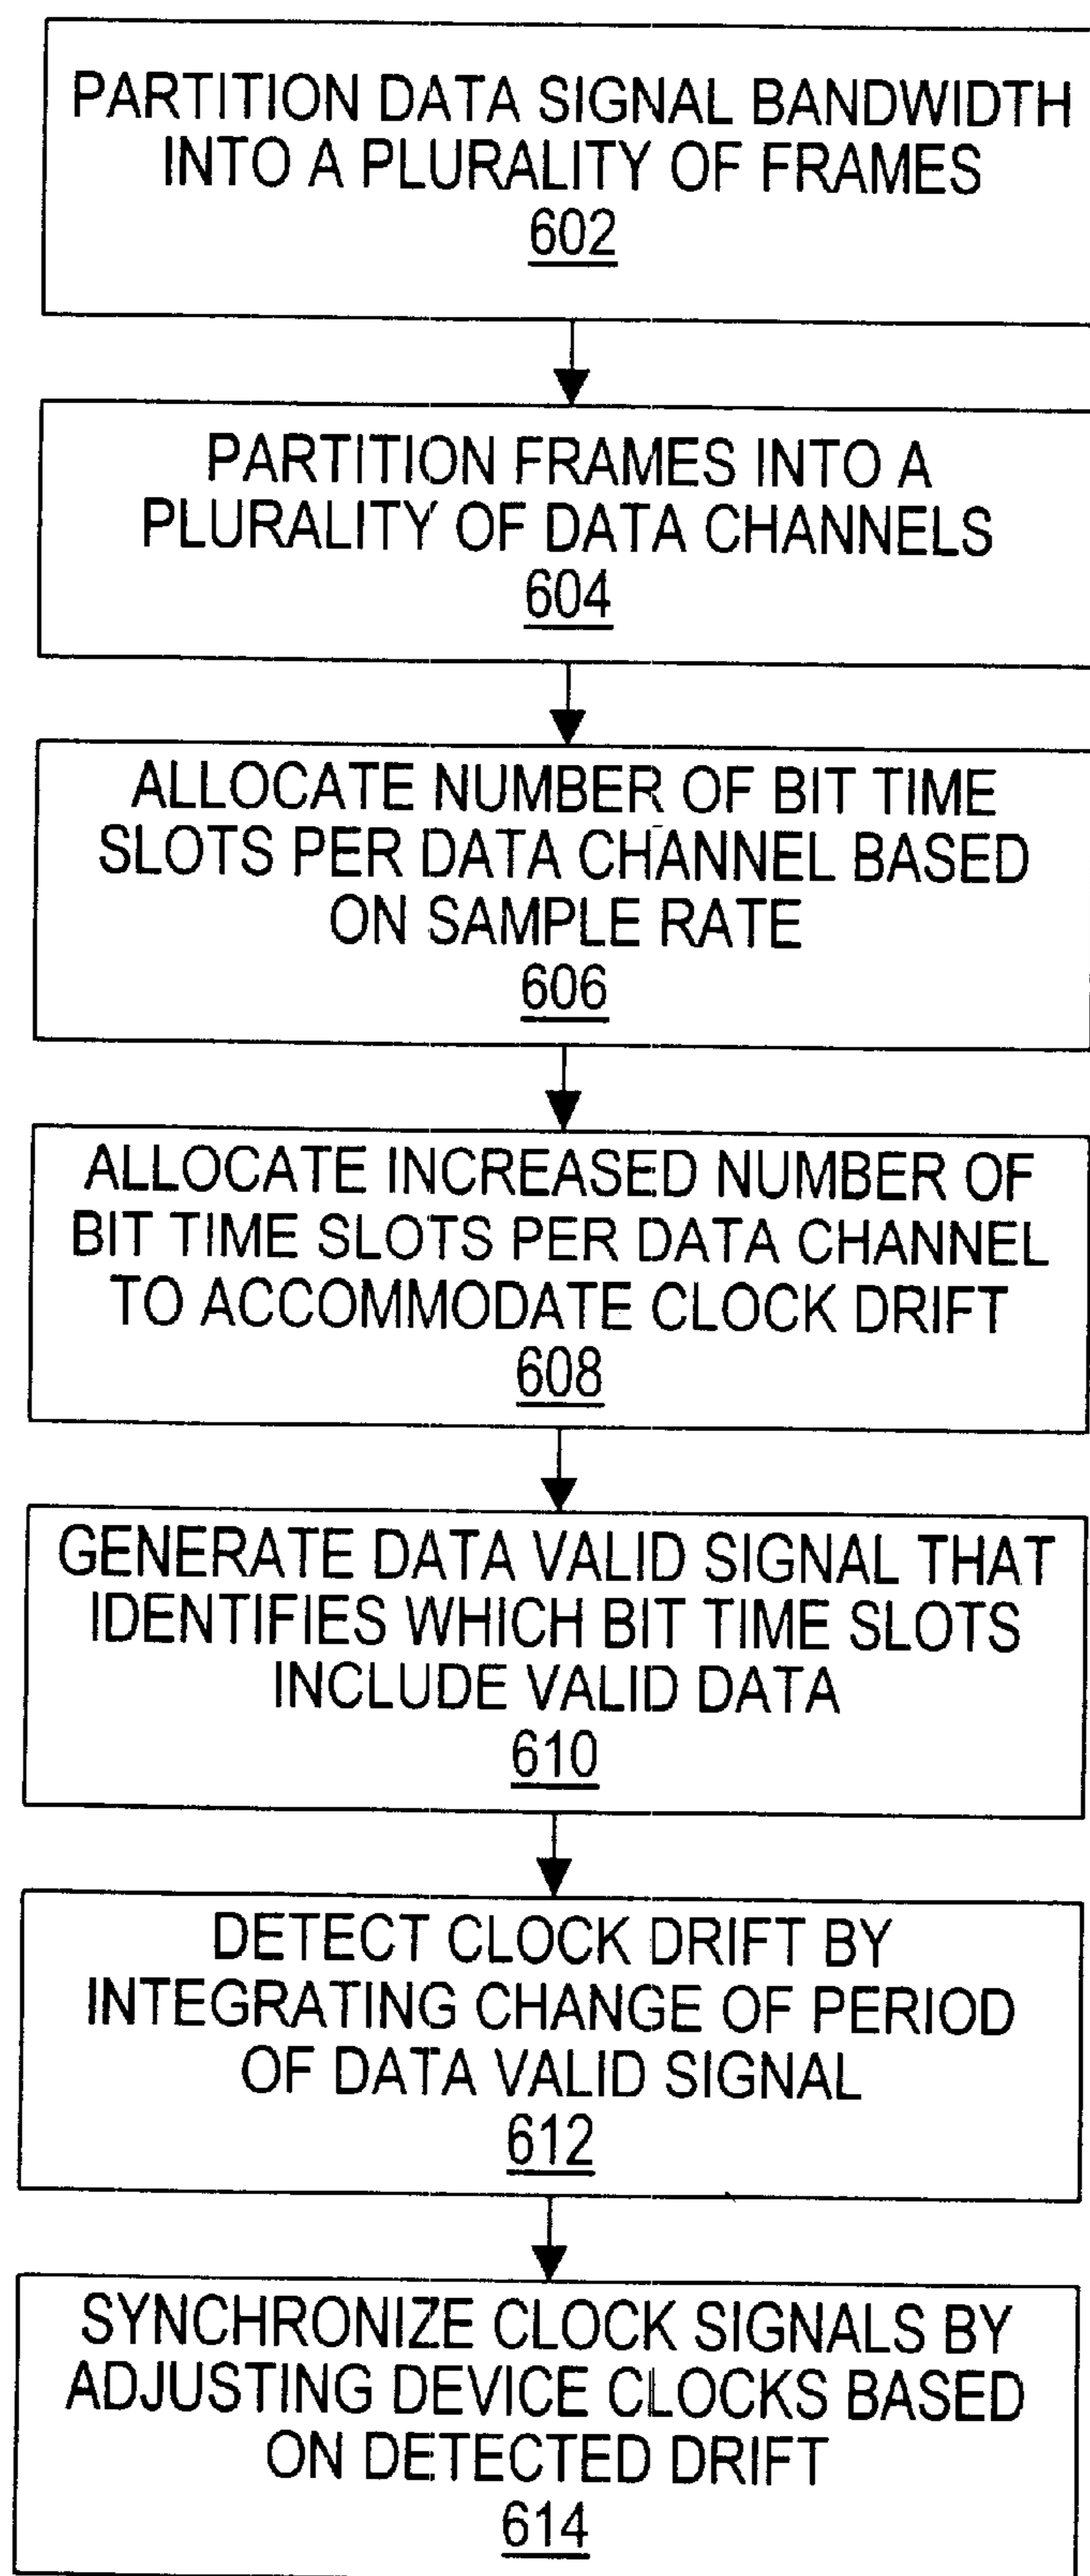 PARTITION DATA SIGNAL BANDWIDTH
INTO A PLURALITY OF FRAMES
602
PARTITION FRAMES INTO A
PLURALITY OF DATA CHANNELS
604
ALLOCATE NUMBER OF BIT TIME
SLOTS PER DATA CHANNEL BASED
ON SAMPLE RATE
606
ALLOCATE INCREASED NUMBER OF
BIT TIME SLOTS PER DATA CHANNEL
TO ACCOMMODATE CLOCK DRIFT
608
GENERATE DATA VALID SIGNAL THAT
IDENTIFIES WHICH BIT TIME SLOTS
INCLUDE VALID DATA
610
DETECT CLOCK DRIFT BY
INTEGRATING CHANGE OF PERIOD
OF DATA VALID SIGNAL
612
SYNCHRONIZE CLOCK SIGNALS BY
ADJUSTING DEVICE CLOCKS BASED
ON DETECTED DRIFT
614